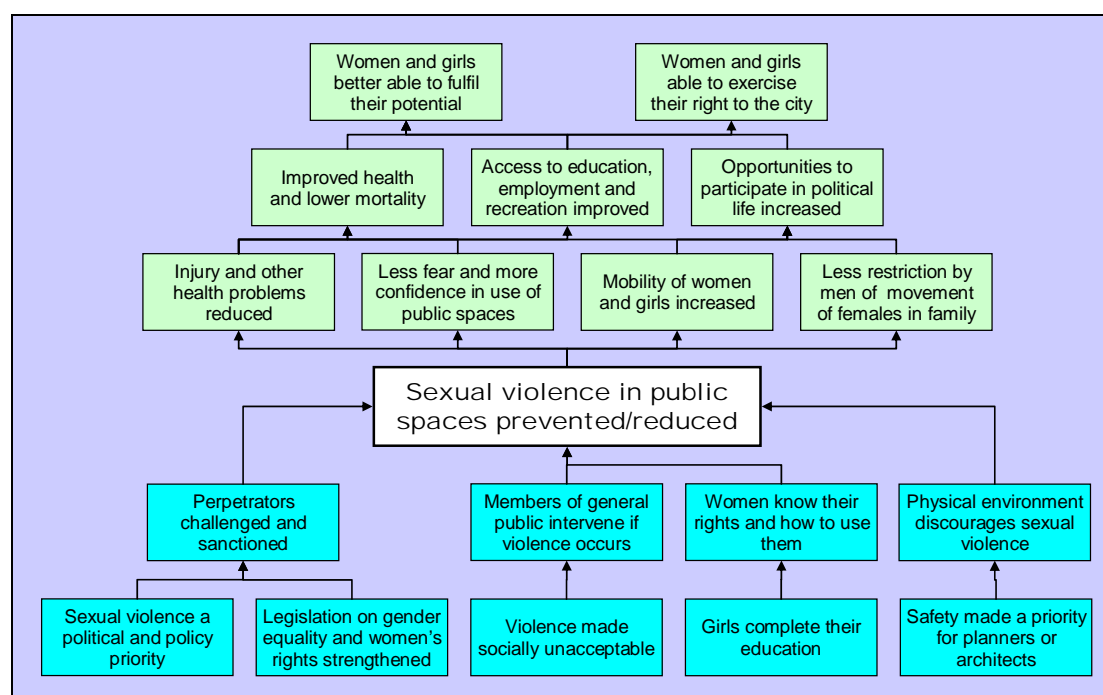 Women and girls
better able to fulfil
their potential
Women and girls
able to exercise
their right to the city
Improved health
and lower mortality
Access to education,
employment and
recreation improved
Opportunities to
participate in political
life increased
Injury and other
health problems
reduced
Less fear and more
confidence in use of
public spaces
Mobility of women
and girls increased
Less restriction by
men of movement
of females in family
Sexual violence in public
spaces prevented/reduced
Perpetrators
challenged and
sanctioned
Members of general
public intervene if
violence occurs
Women know their
rights and how to use
them
Physical environment
discourages sexual
violence
Sexual violence a
political and policy
priority
Legislation on gender
equality and women's
rights strengthened
Violence made
socially unacceptable
Girls complete their
education
Safety made a priority
for planners or
architects